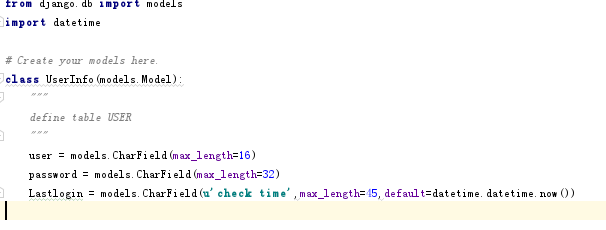 from django.db import models
import datetime
# Create your models here.
class UserInfo(models.Model):
"""
define table USER
"""
user = models.CharField(max_length=16)
password = models.CharField(max_length=32)
Lastlogin = models.CharField(u'check time',max_length=45,default=datetime.datetime.now())